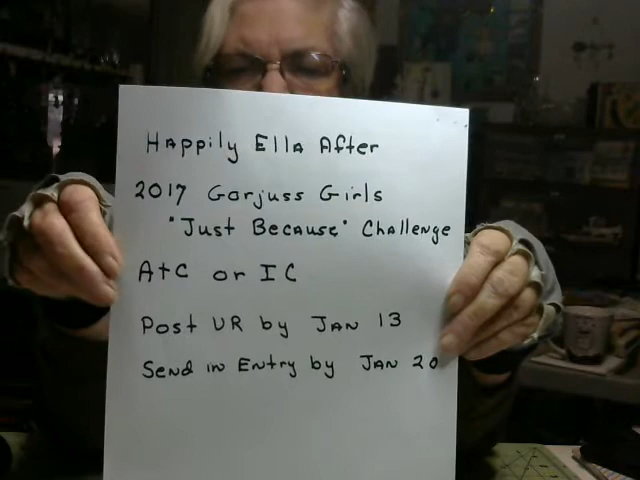 Happily Ella After
2017 Gorjuss Girls
"Just Because" Challenge
AtC or IC
Post UR by Jan 13
Send in Entry by Jan 20